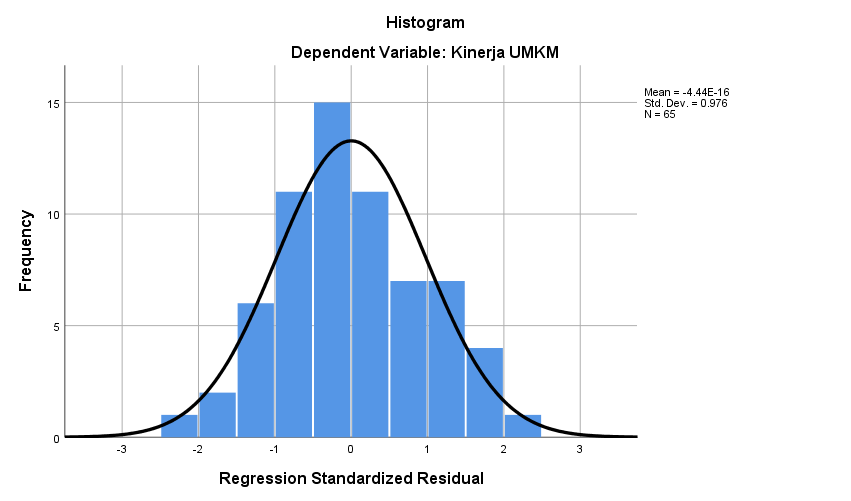 Histogram
Dependent Variable: Kinerja UMKM
Mean = -4.44E-16
Std. Dev. = 0.976
N = 65
Frequency
15
10
5
0
-3 -2 -1 0 1 2 3
Regression Standardized Residual